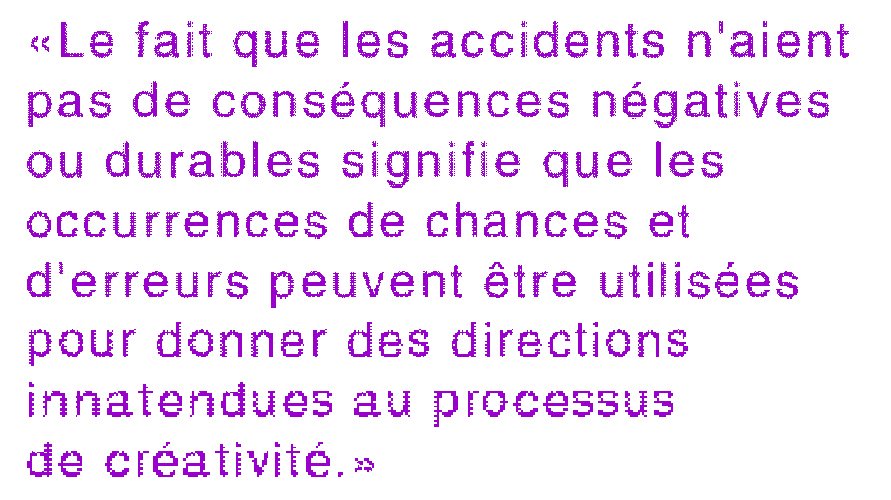 «Le fait que les accidents n'aient
pas de conséquences négatives
ou durables signifie que les
occurrences de chances et
d'erreurs peuvent être utilisées
pour donner des directions
innatendues au processus
de créativité.»